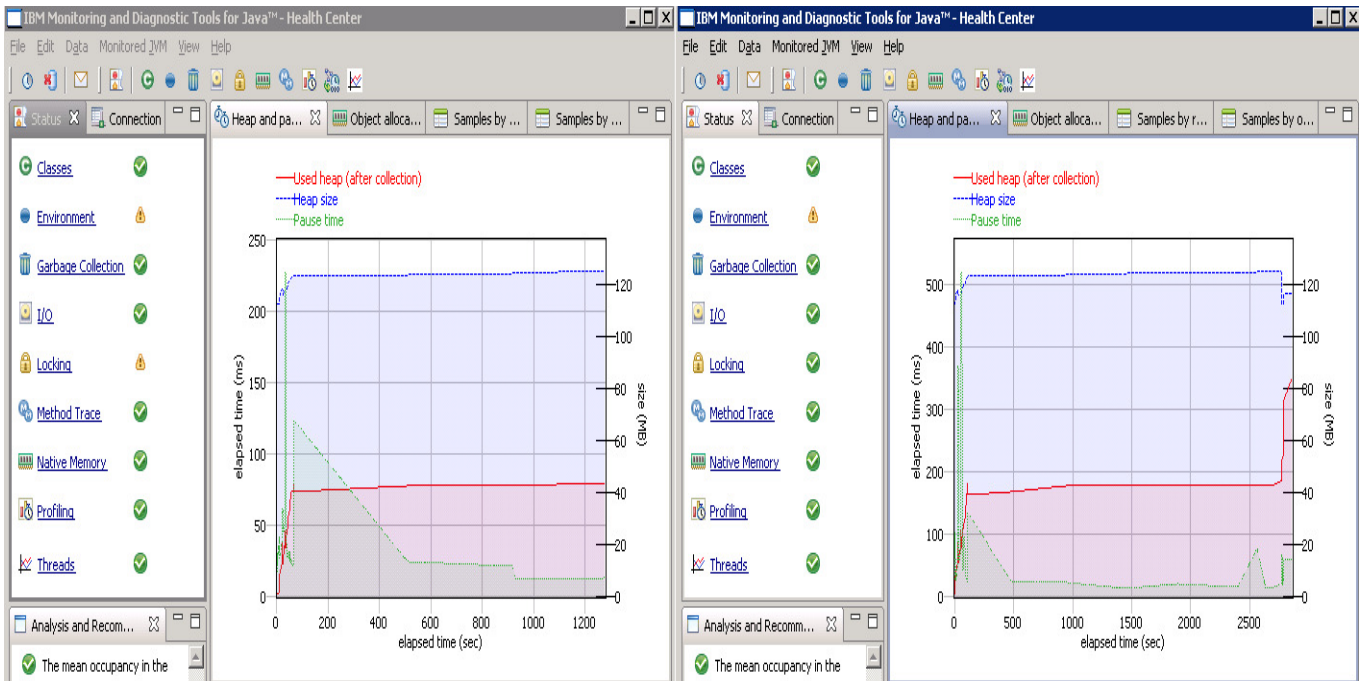 IBM Monitoring and Diagnostic Tools for Java™ - Health Center
File Edit Data Monitored JVM View Help
Status Connection
Heap and pa... Object alloca... Samples by ... Samples by ...
Classes
Environment
Garbage Collection
I/O
Locking
Method Trace
Native Memory
Profiling
Threads
Used heap (after collection)
Heap size
Pause time
250
200
150
100
50
0
elapsed time (ms)
120
100
80
60
40
20
0
size (MB)
0 200 400 600 800 1000 1200
elapsed time (sec)
Analysis and Recom...
The mean occupancy in the
IBM Monitoring and Diagnostic Tools for Java™ - Health Center
File Edit Data Monitored JVM View Help
Status Connection
Heap and pa... Object alloca... Samples by r... Samples by o...
Classes
Environment
Garbage Collection
I/O
Locking
Method Trace
Native Memory
Profiling
Threads
Used heap (after collection)
Heap size
Pause time
500
400
300
200
100
0
elapsed time (ms)
120
100
80
60
40
20
0
size (MB)
0 500 1000 1500 2000 2500
elapsed time (sec)
Analysis and Recomm...
The mean occupancy in the